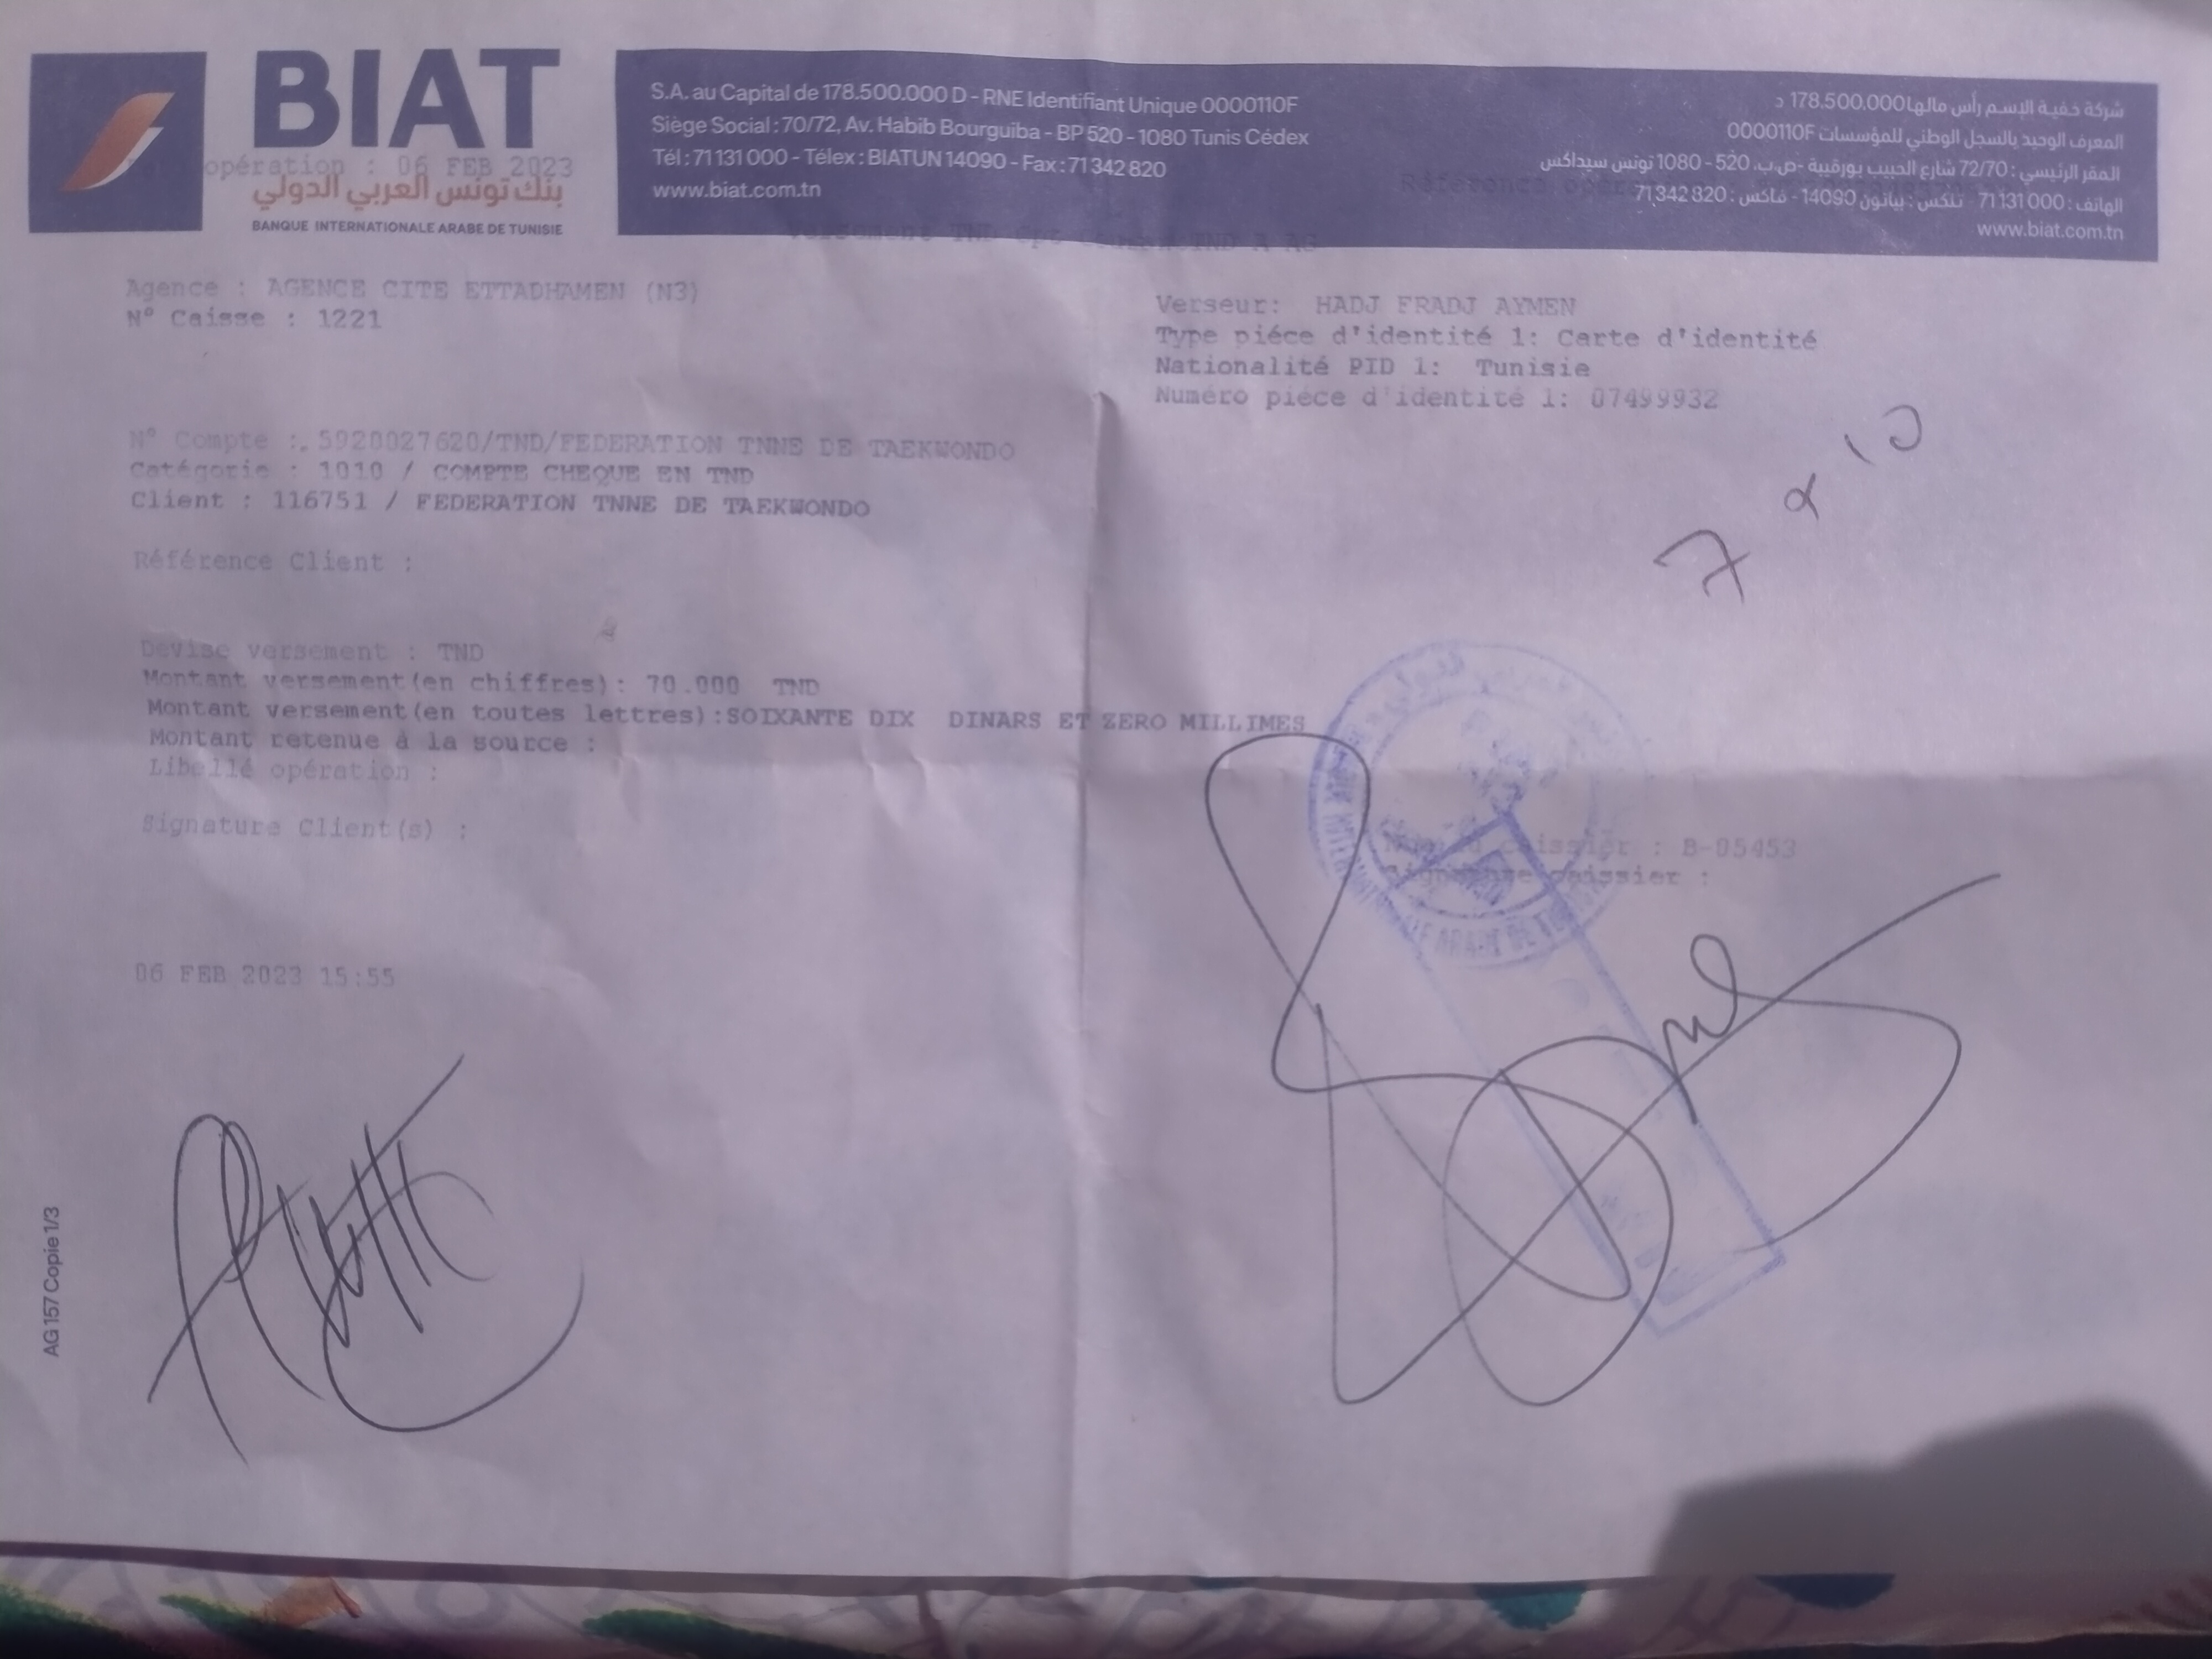 BIAT
opération : 06 FEB 2023
بنك تونس العربي الدولي
BANQUE INTERNATIONALE ARABE DE TUNISIE
S.A. au Capital de 178.500.000 D - RNE Identifiant Unique 0000110F
Siège Social : 70/72, Av. Habib Bourguiba - BP 520 - 1080 Tunis Cédex
Tél : 71 131 000 - Télex : BIATUN 14090 - Fax : 71 342 820
www.biat.com.tn
شركة خفية الإسم رأس مالها 178.500.000 د
المعرف الوحيد بالسجل الوطني للمؤسسات 0000110F
المقر الرئيسي : 72/70 شارع الحبيب بورقيبة -ص.ب. 520 - 1080 تونس سيداكس
الهاتف : 71 131 000 تلكس : بياتون 14090 - فاكس : 71 342 820
www.biat.com.tn
Référence
Versement TND
Agence : AGENCE CITE ETTADHAMEN (N3)
N° Caisse : 1221
Verseur: HADJ FRADJ AYMEN
Type piéce d'identité 1: Carte d'identité
Nationalité PID 1: Tunisie
Numéro piéce d'identité 1: 07499932
N° Compte : 5920027620/TND/FEDERATION TNNE DE TAEKWONDO
Catégorie : 1010 / COMPTE CHEQUE EN TND
Client : 116751 / FEDERATION TNNE DE TAEKWONDO
Référence Client :
7 x 10
Devise versement : TND
Montant versement(en chiffres): 70.000 TND
Montant versement(en toutes lettres):SOIXANTE DIX DINARS ET ZERO MILLIMES
Montant retenue à la source :
Libellé opération :
Signature Client(s) :
caissier : B-05453
Signature caissier :
06 FEB 2023 15:55
AG 157 Copie 1/3